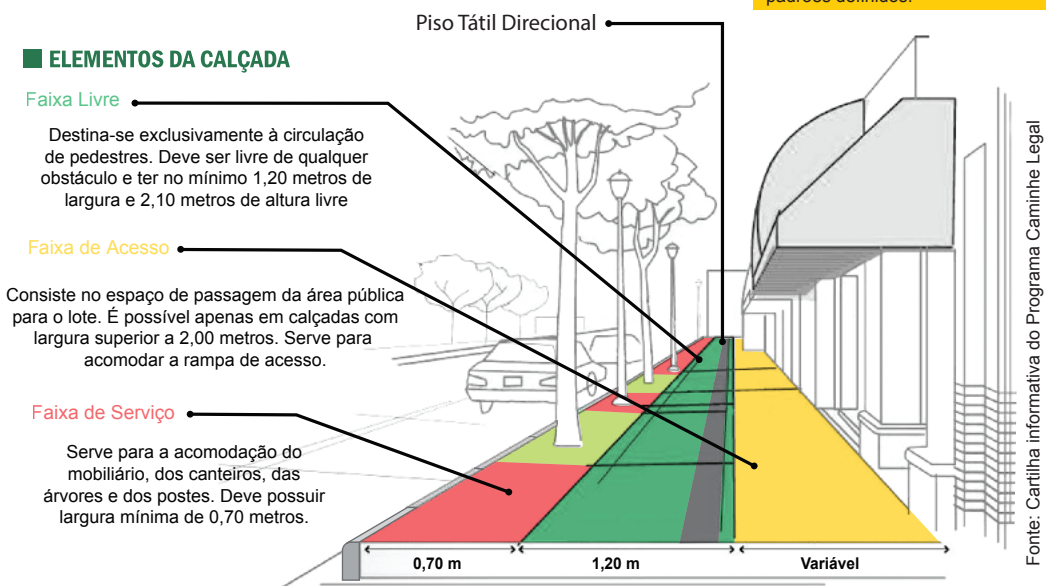 padrões definidos.
Piso Tátil Direcional
ELEMENTOS DA CALÇADA
Faixa Livre
Destina-se exclusivamente à circulação
de pedestres. Deve ser livre de qualquer
obstáculo e ter no mínimo 1,20 metros de
largura e 2,10 metros de altura livre
Faixa de Acesso
Consiste no espaço de passagem da área pública
para o lote. É possível apenas em calçadas com
largura superior a 2,00 metros. Serve para
acomodar a rampa de acesso.
Faixa de Serviço
Serve para a acomodação do
mobiliário, dos canteiros, das
árvores e dos postes. Deve possuir
largura mínima de 0,70 metros.
0,70 m
1,20 m
Variável
Fonte: Cartilha informativa do Programa Caminhe Legal